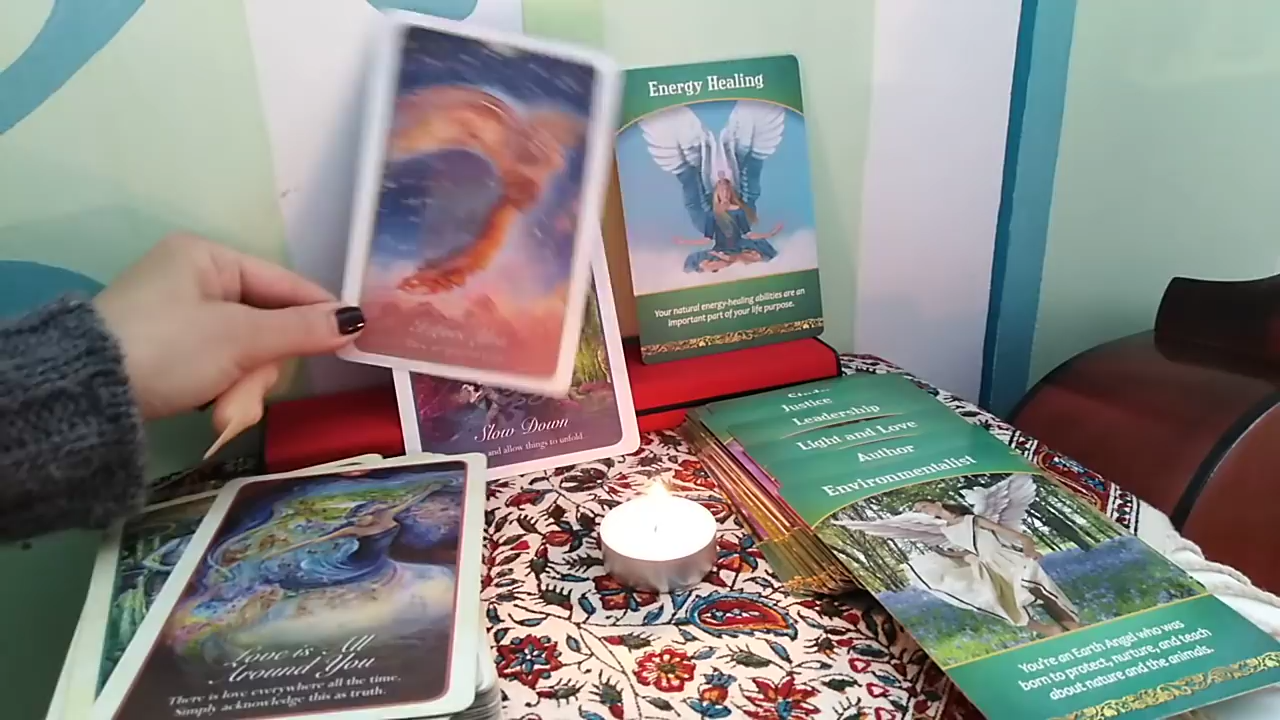 Energy Healing
Your natural energy-healing abilities are an
important part of your life purpose.
Slow Down
and allow things to unfold.
Justice
Leadership
Light and Love
Author
Environmentalist
You're an Earth Angel who was
born to protect, nurture, and teach
about nature and the animals.
Love is All
Around You
There is love everywhere all the time.
Simply acknowledge this as truth.